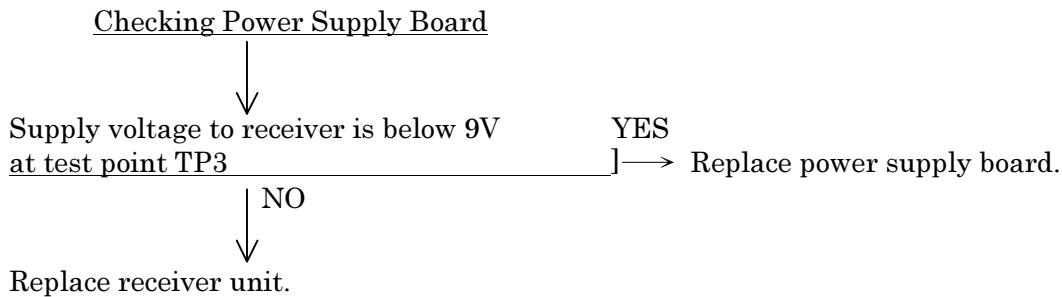 Checking Power Supply Board
Supply voltage to receiver is below 9V YES
at test point TP3 ] Replace power supply board.
NO
Replace receiver unit.